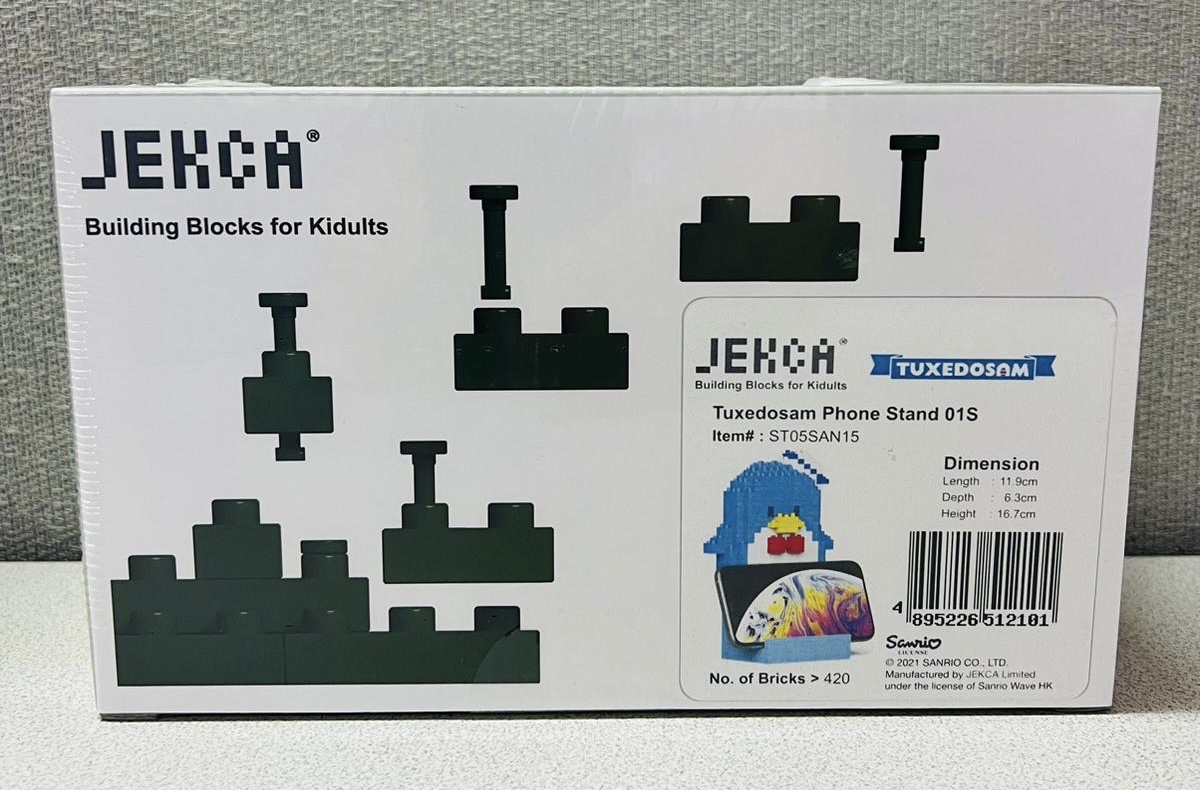 JEKCA®
Building Blocks for Kidults
JEKCA®
Building Blocks for Kidults
TUXEDOSAM
Tuxedosam Phone Stand 01S
Item# : ST05SAN15
Dimension
Length : 11.9cm
Depth : 6.3cm
Height : 16.7cm
4 895226 512101
Sanrio
LICENSE
© 2021 SANRIO CO., LTD.
Manufactured by JEKCA Limited
under the license of Sanrio Wave HK
No. of Bricks > 420